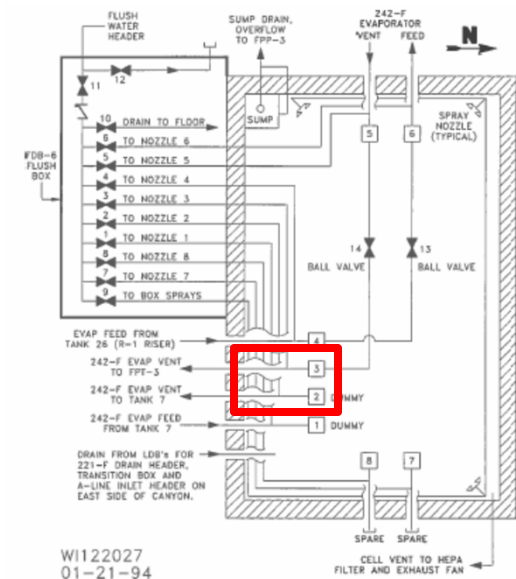 FLUSH
WATER
HEADER
SUMP DRAIN,
OVERFLOW
TO FPP-3
242-F
EVAPORATOR
VENT FEED
N
12
11
SUMP
SPRAY
NOZZLE
(TYPICAL)
10 DRAIN TO FLOOR
6 TO NOZZLE 6
5 TO NOZZLE 5
4 TO NOZZLE 4
3 TO NOZZLE 3
2 TO NOZZLE 2
1 TO NOZZLE 1
8 TO NOZZLE 8
7 TO NOZZLE 7
9 TO BOX SPRAYS
FDB-6
FLUSH
BOX
5 6
14 13
BALL VALVE BALL VALVE
EVAP FEED FROM
TANK 26 (R-1 RISER)
4
242-F EVAP VENT
TO FPT-3
3
242-F EVAP VENT
TO TANK 7
2 DUMMY
242-F EVAP FEED
FROM TANK 7
1 DUMMY
DRAIN FROM LDB's FOR
221-F DRAIN HEADER,
TRANSITION BOX AND
A-LINE INLET HEADER ON
EAST SIDE OF CANYON.
8 7
SPARE SPARE
CELL VENT TO HEPA
FILTER AND EXHAUST FAN
WI122027
01-21-94